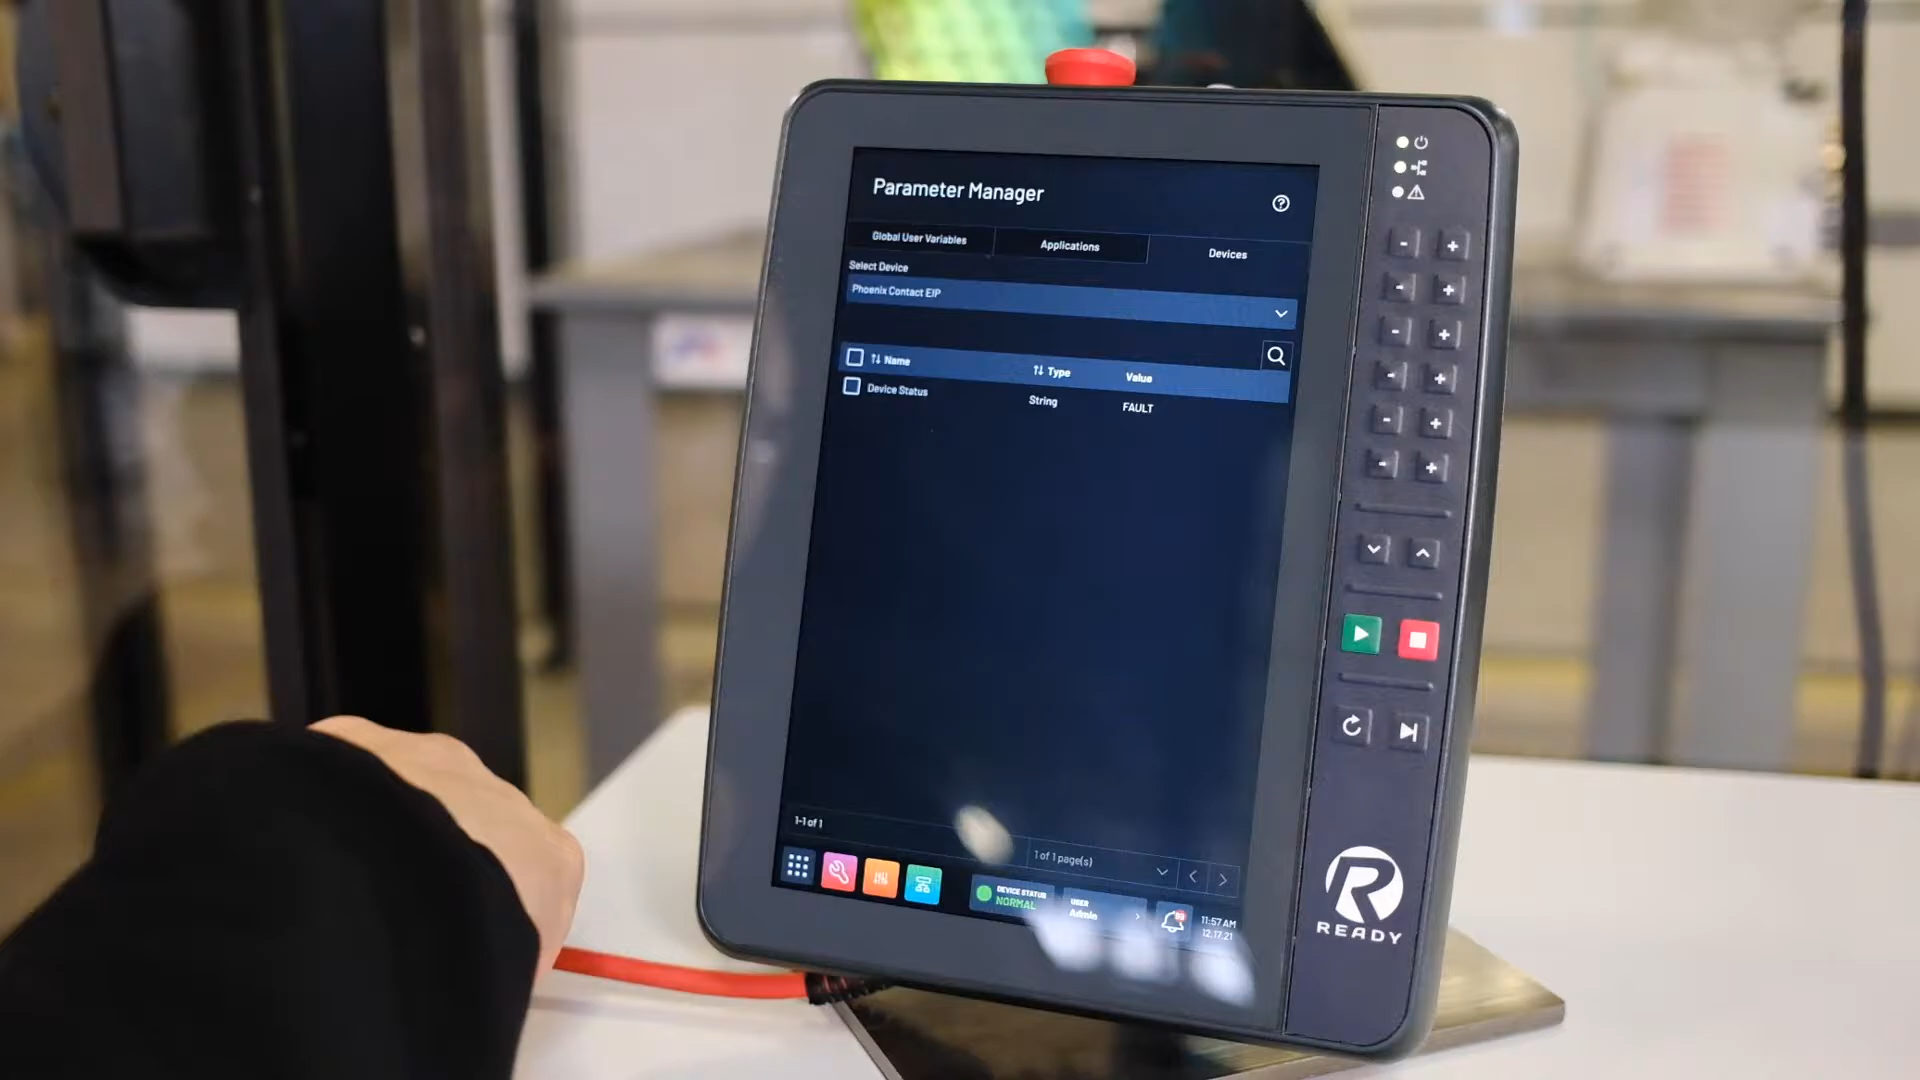 Parameter Manager
Global User Variables
Applications
Devices
Select Device
Phoenix Contact EIP
Name
Type
Value
Device Status
String
FAULT
1-1 of 1
1 of 1 page(s)
DEVICE STATUS
NORMAL
USER
Admin
11:57 AM
12.17.21
READY